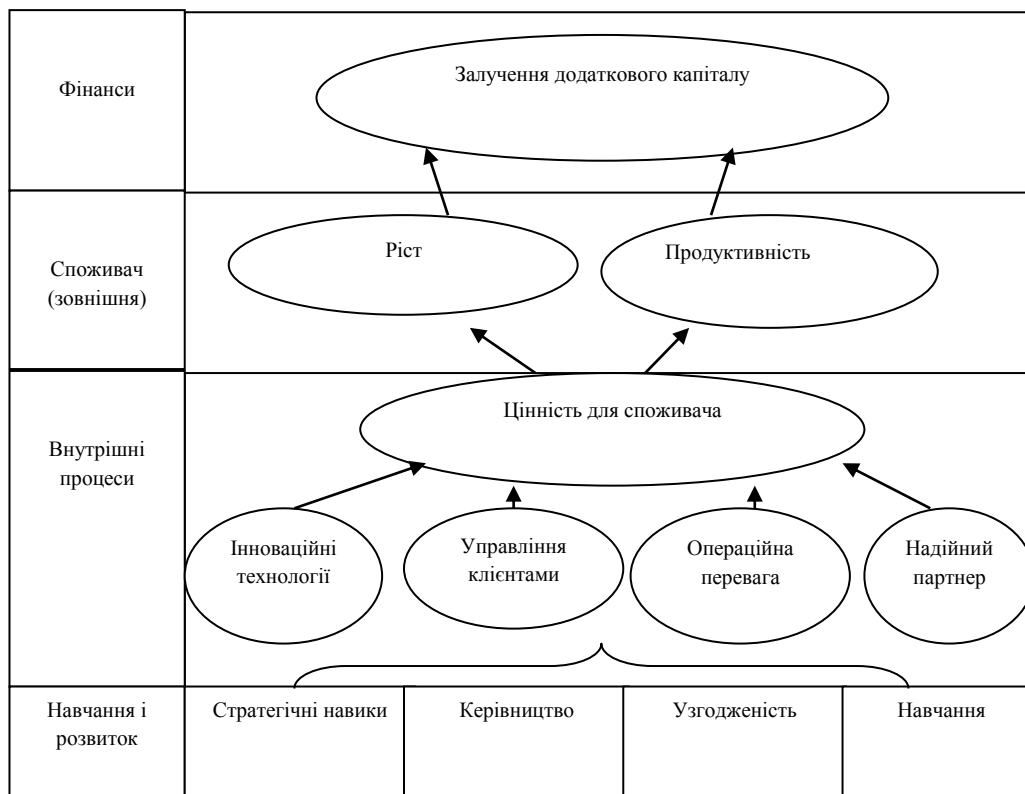 Фінанси
Залучення додаткового капіталу
Споживач
(зовнішня)
Ріст
Продуктивність
Внутрішні
процеси
Цінність для споживача
Інноваційні
технології
Управління
клієнтами
Операційна
перевага
Надійний
партнер
Навчання і
розвиток
Стратегічні навики
Керівництво
Узгодженість
Навчання